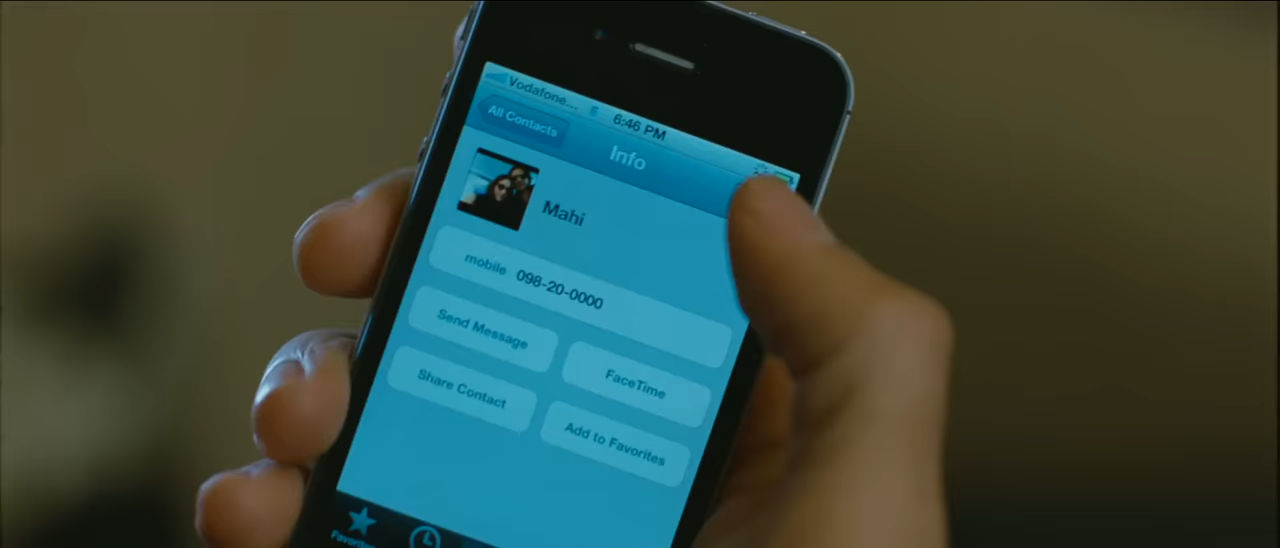 Vodafone... 6:46 PM
All Contacts
Info
Mahi
mobile 098-20-0000
Send Message
FaceTime
Share Contact
Add to Favorites
Favorites